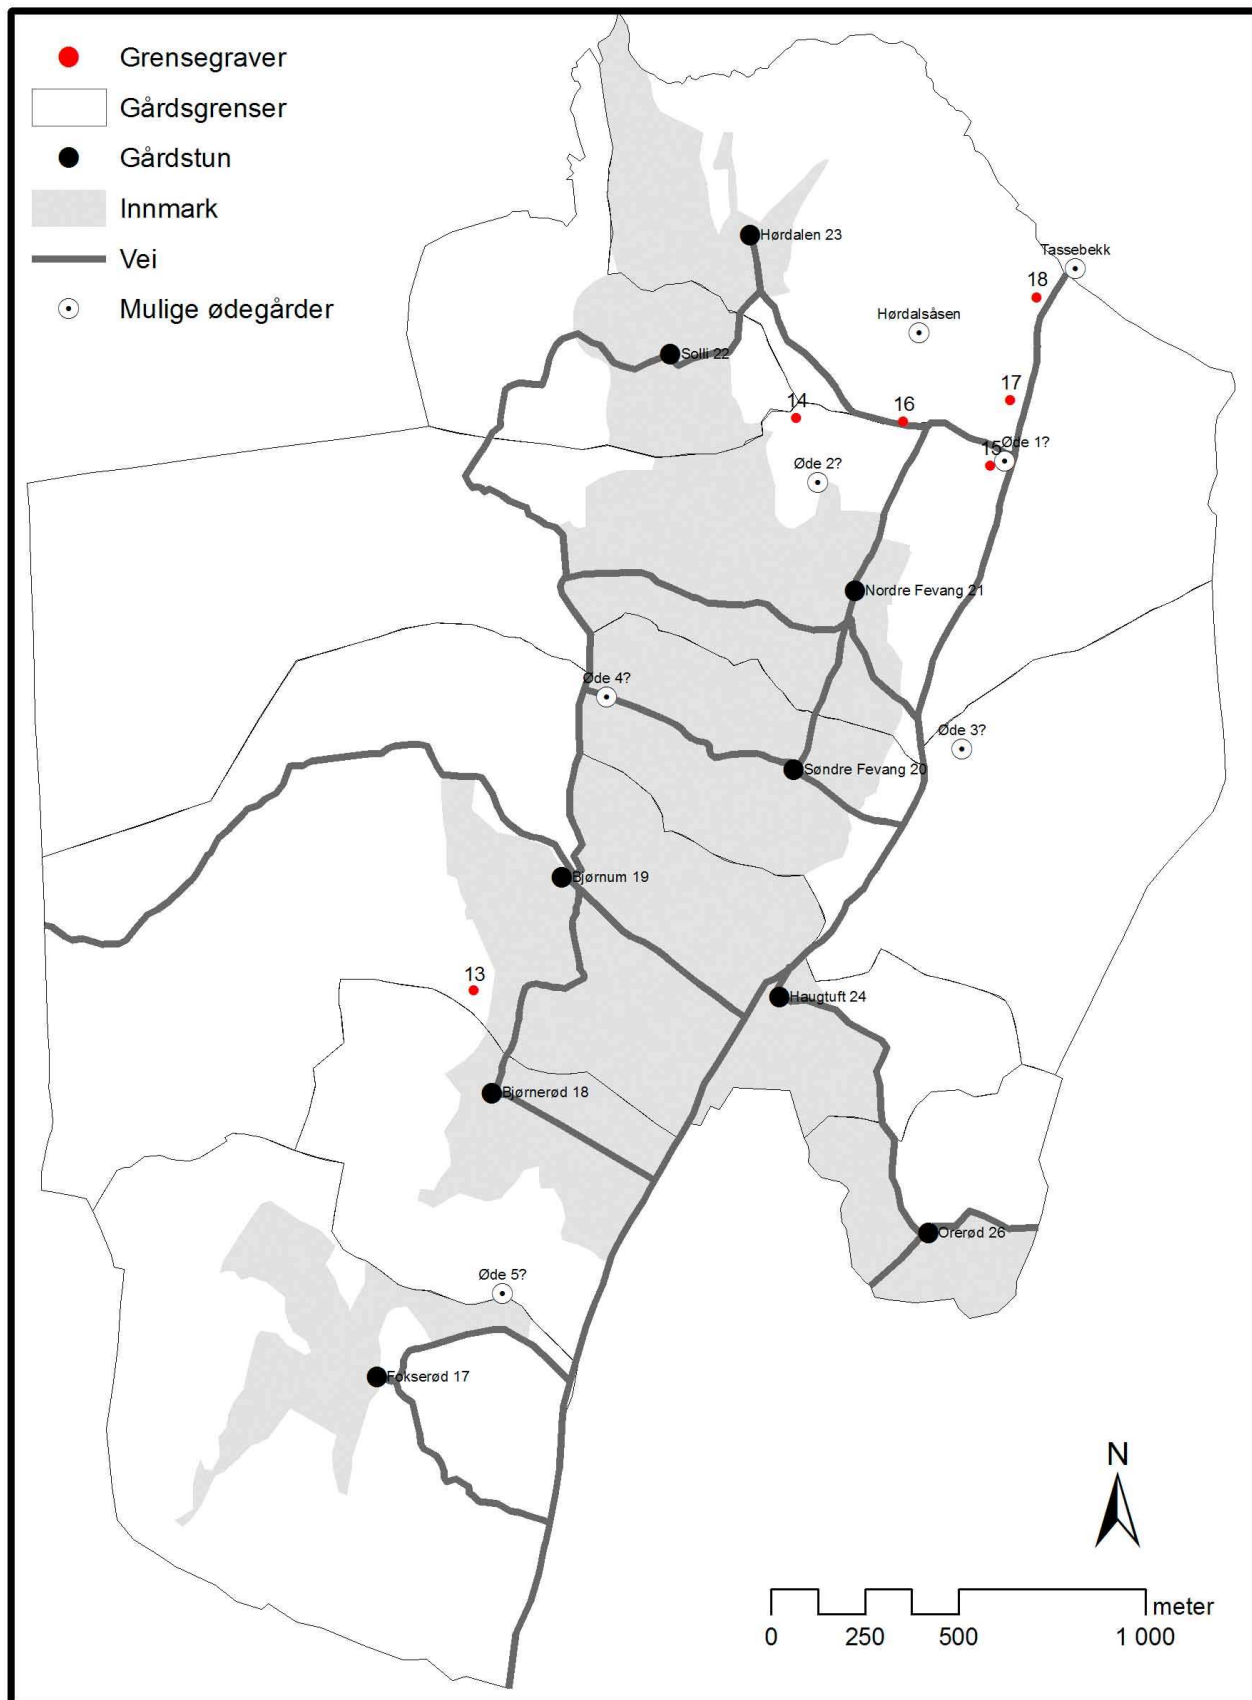 Grensegraver
Gårdsgrenser
Gårdstun
Innmark
Vei
Mulige ødegårder
Hørdalen 23
Tassebekk
18
Hørdalsåsen
Solli 22
17
14
16
15
Øde 1?
Øde 2?
Nordre Fevang 21
Øde 4?
Øde 3?
Søndre Fevang 20
Bjørnum 19
13
Haugtuft 24
Bjørnerød 18
Orerød 26
Øde 5?
Fokserød 17
N
meter
0 250 500 1 000